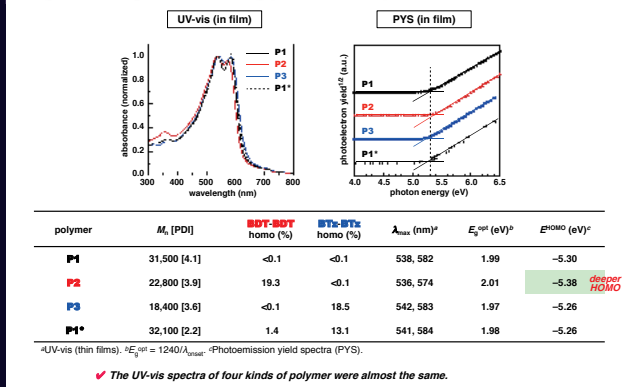 UV-vis (in film)
PYS (in film)
absorbance (normalized)
1.0
0.8
0.6
0.4
0.2
0.0
300 400 500 600 700 800
wavelength (nm)
P1
P2
P3
P1*
photoelectron yield1/2 (a.u.)
P1
P2
P3
P1*
4.0 4.5 5.0 5.5 6.0 6.5
photon energy (eV)
polymer Mn [PDI] BDT-BDT homo (%) BTz-BTz homo (%) λmax (nm)a Egopt (eV)b EHOMO (eV)c
P1 31,500 [4.1] <0.1 <0.1 538, 582 1.99 –5.30
P2 22,800 [3.9] 19.3 <0.1 536, 574 2.01 –5.38 deeper HOMO
P3 18,400 [3.6] <0.1 18.5 542, 583 1.97 –5.26
P1* 32,100 [2.2] 1.4 13.1 541, 584 1.98 –5.26
aUV-vis (thin films). bEgopt = 1240/λonset. cPhotoemission yield spectra (PYS).
✔ The UV-vis spectra of four kinds of polymer were almost the same.